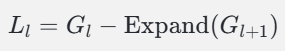 L_l = G_l − Expand(G_{l+1})